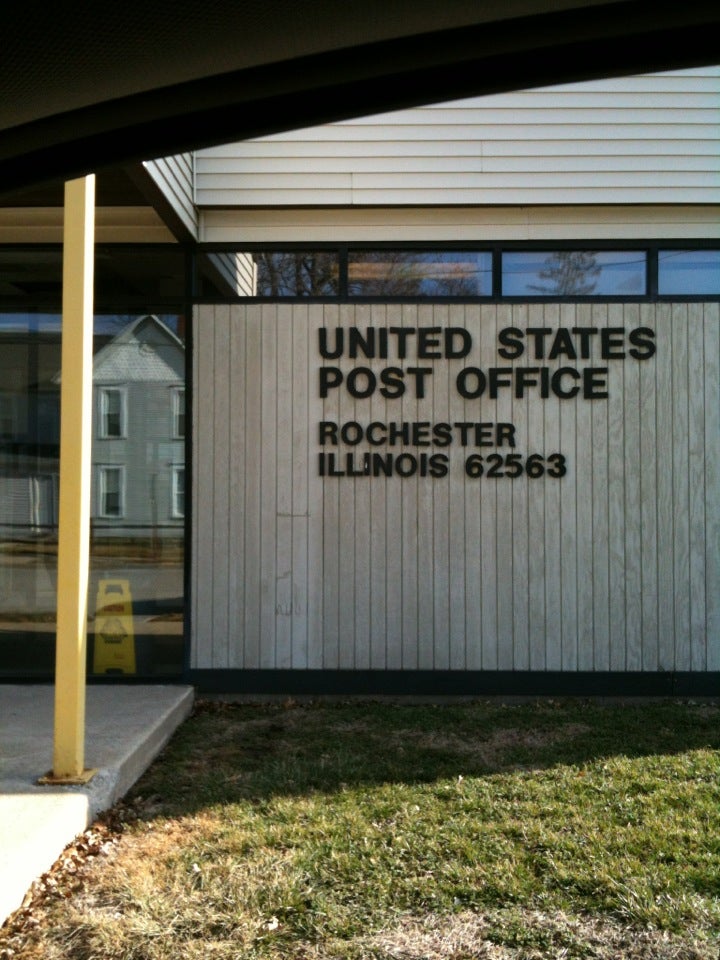 UNITED STATES
POST OFFICE
ROCHESTER
ILLINOIS 62563